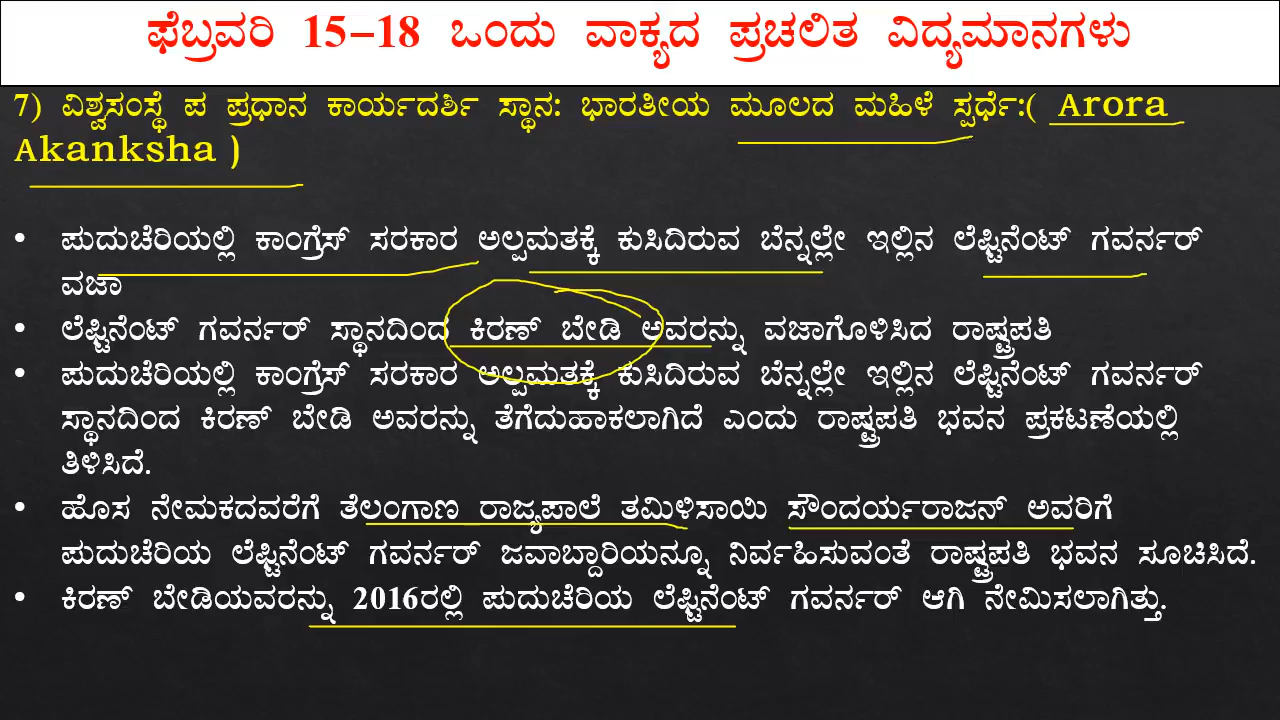 ಫೆಬ್ರವರಿ 15-18 ಒಂದು ವಾಕ್ಯದ ಪ್ರಚಲಿತ ವಿದ್ಯಮಾನಗಳು
7) ವಿಶ್ವಸಂಸ್ಥೆ ಪ ಪ್ರಧಾನ ಕಾರ್ಯದರ್ಶಿ ಸ್ಥಾನ: ಭಾರತೀಯ ಮೂಲದ ಮಹಿಳೆ ಸ್ಪರ್ಧೆ:( Arora
Akanksha )
• ಪುದುಚೆರಿಯಲ್ಲಿ ಕಾಂಗ್ರೆಸ್ ಸರಕಾರ ಅಲ್ಪಮತಕ್ಕೆ ಕುಸಿದಿರುವ ಬೆನ್ನಲ್ಲೇ ಇಲ್ಲಿನ ಲೆಫ್ಟಿನೆಂಟ್ ಗವರ್ನರ್
ವಜಾ
• ಲೆಫ್ಟಿನೆಂಟ್ ಗವರ್ನರ್ ಸ್ಥಾನದಿಂದ ಕಿರಣ್ ಬೇಡಿ ಅವರನ್ನು ವಜಾಗೊಳಿಸಿದ ರಾಷ್ಟ್ರಪತಿ
• ಪುದುಚೆರಿಯಲ್ಲಿ ಕಾಂಗ್ರೆಸ್ ಸರಕಾರ ಅಲ್ಪಮತಕ್ಕೆ ಕುಸಿದಿರುವ ಬೆನ್ನಲ್ಲೇ ಇಲ್ಲಿನ ಲೆಫ್ಟಿನೆಂಟ್ ಗವರ್ನರ್
ಸ್ಥಾನದಿಂದ ಕಿರಣ್ ಬೇಡಿ ಅವರನ್ನು ತೆಗೆದುಹಾಕಲಾಗಿದೆ ಎಂದು ರಾಷ್ಟ್ರಪತಿ ಭವನ ಪ್ರಕಟಣೆಯಲ್ಲಿ
ತಿಳಿಸಿದೆ.
• ಹೊಸ ನೇಮಕದವರೆಗೆ ತೆಲಂಗಾಣ ರಾಜ್ಯಪಾಲೆ ತಮಿಳಿಸಾಯಿ ಸೌಂದರ್ಯರಾಜನ್ ಅವರಿಗೆ
ಪುದುಚೆರಿಯ ಲೆಫ್ಟಿನೆಂಟ್ ಗವರ್ನರ್ ಜವಾಬ್ದಾರಿಯನ್ನೂ ನಿರ್ವಹಿಸುವಂತೆ ರಾಷ್ಟ್ರಪತಿ ಭವನ ಸೂಚಿಸಿದೆ.
• ಕಿರಣ್ ಬೇಡಿಯವರನ್ನು 2016ರಲ್ಲಿ ಪುದುಚೆರಿಯ ಲೆಫ್ಟಿನೆಂಟ್ ಗವರ್ನರ್ ಆಗಿ ನೇಮಿಸಲಾಗಿತ್ತು.